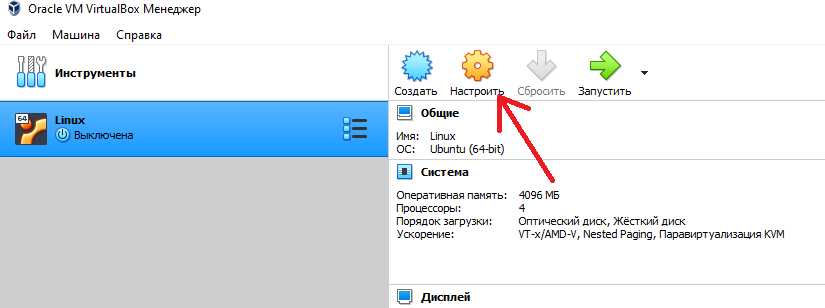 Oracle VM VirtualBox Менеджер
Файл Машина Справка
Инструменты
64
Linux
Выключена
Создать Настроить Сбросить Запустить
Общие
Имя: Linux
ОС: Ubuntu (64-bit)
Система
Оперативная память: 4096 МБ
Процессоры: 4
Порядок загрузки: Оптический диск, Жёсткий диск
Ускорение: VT-x/AMD-V, Nested Paging, Паравиртуализация KVM
Дисплей